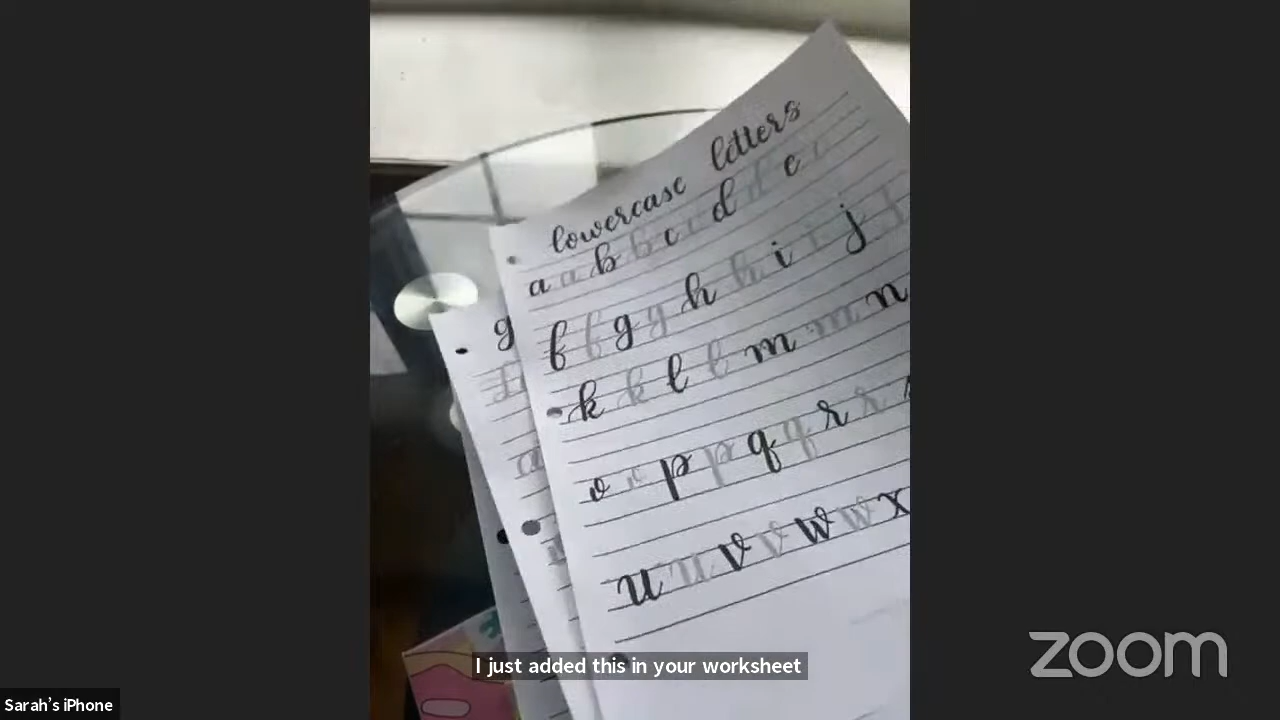 lowercase letters
a a b b c c d d e e
f f g g h h i i j j
k k l l m m n
o o p p q q r r
u u v v w w x
g
I just added this in your worksheet
zoom
Sarah's iPhone